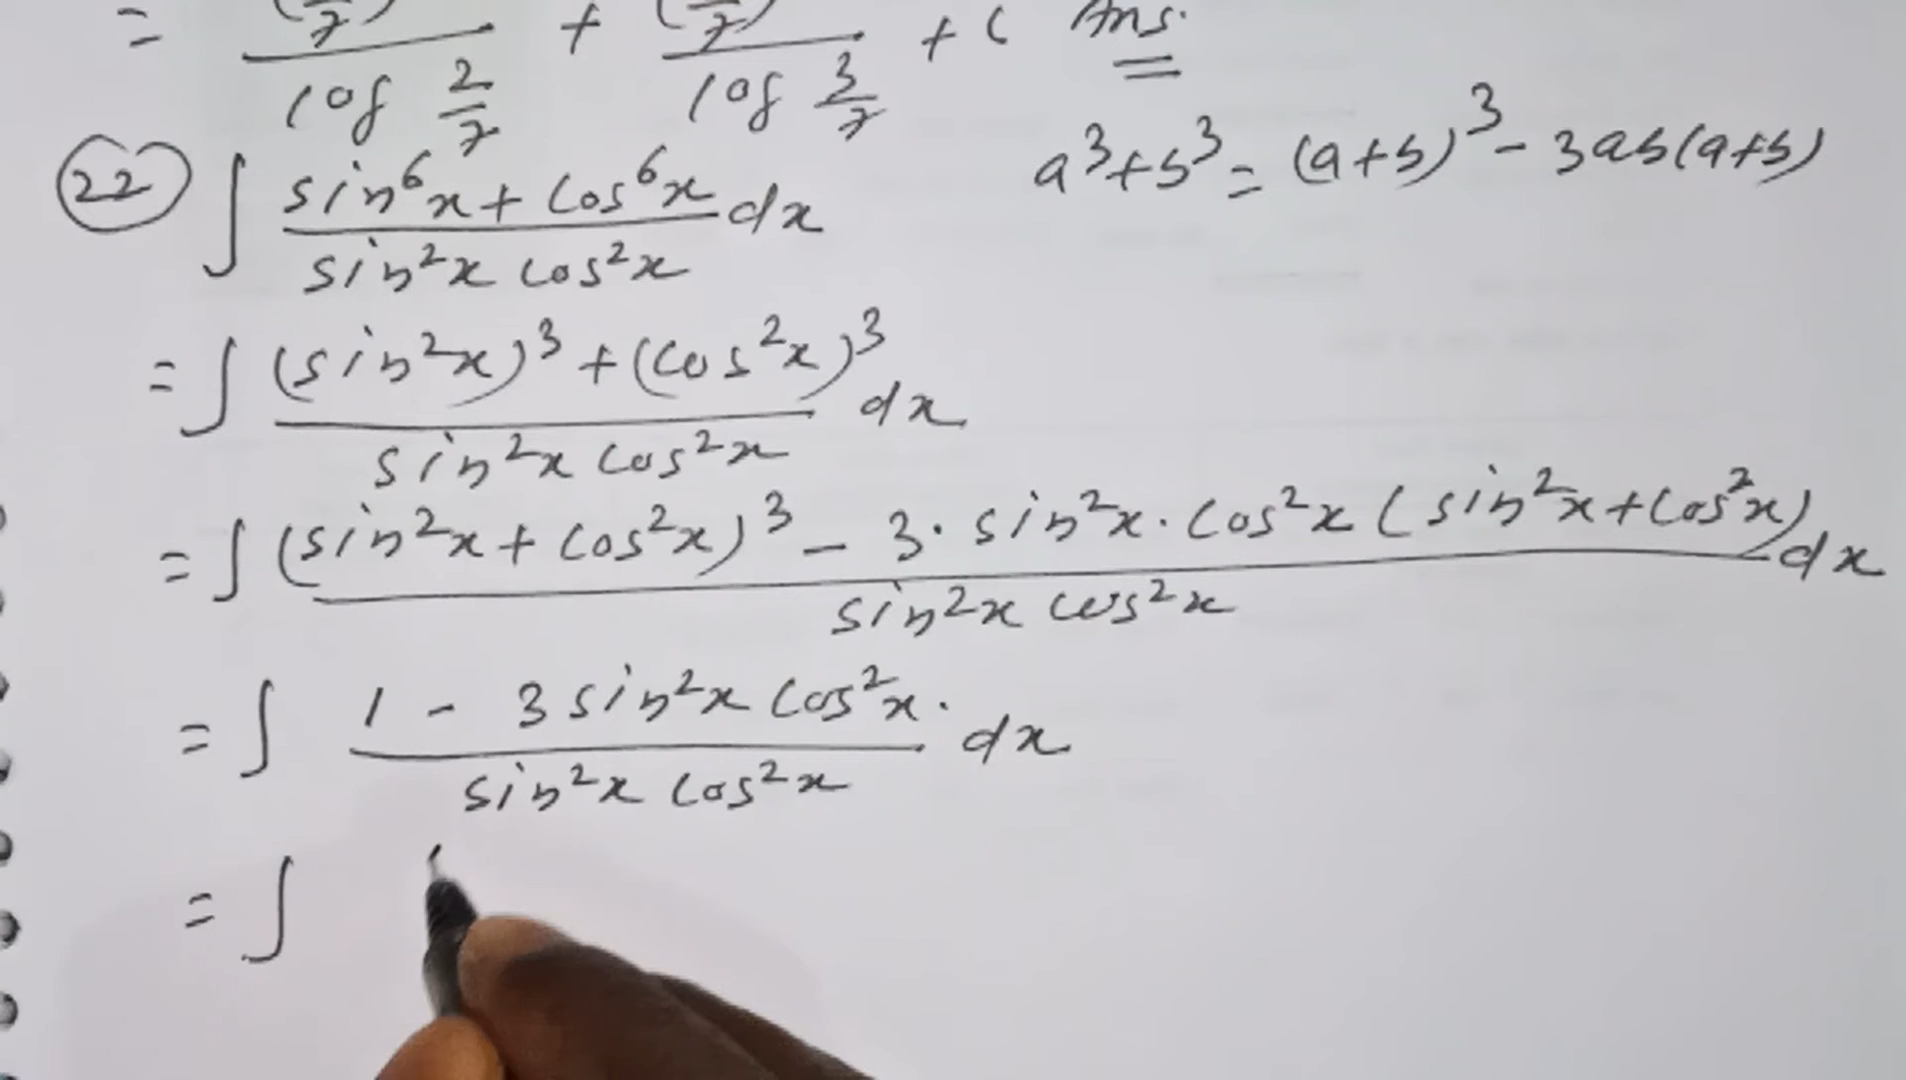 = (/7) / log 2/7 + (/7) / log 3/7 + C Ans.
(22) ∫ (sin⁶x + cos⁶x) / (sin²x cos²x) dx a³+b³ = (a+b)³ - 3ab(a+b)
= ∫ ((sin²x)³ + (cos²x)³) / (sin²x cos²x) dx
= ∫ ((sin²x + cos²x)³ - 3·sin²x·cos²x (sin²x + cos²x)) / (sin²x cos²x) dx
= ∫ (1 - 3 sin²x cos²x.) / (sin²x cos²x) dx
= ∫